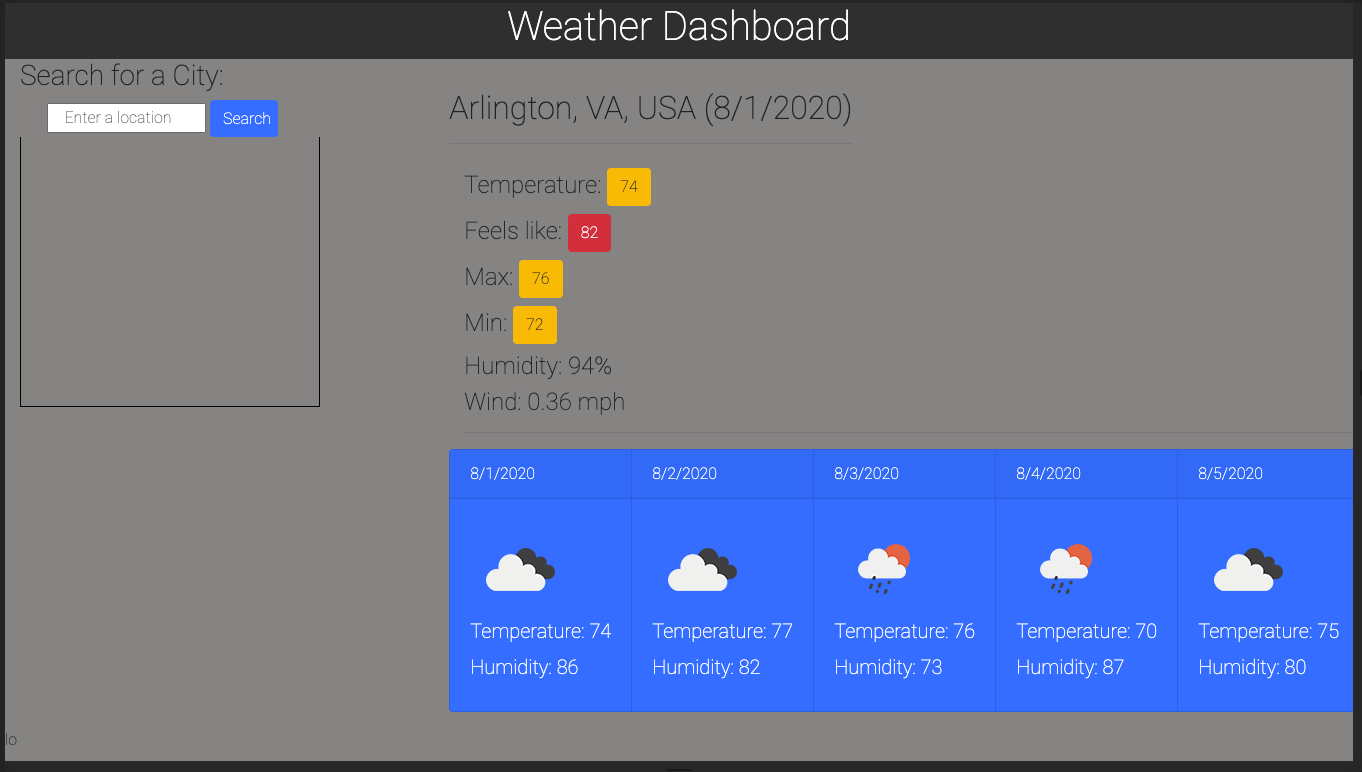 Weather Dashboard
Search for a City:
Enter a location
Search
Arlington, VA, USA (8/1/2020)
Temperature: 74
Feels like: 82
Max: 76
Min: 72
Humidity: 94%
Wind: 0.36 mph
8/1/2020
Temperature: 74
Humidity: 86
8/2/2020
Temperature: 77
Humidity: 82
8/3/2020
Temperature: 76
Humidity: 73
8/4/2020
Temperature: 70
Humidity: 87
8/5/2020
Temperature: 75
Humidity: 80
lo